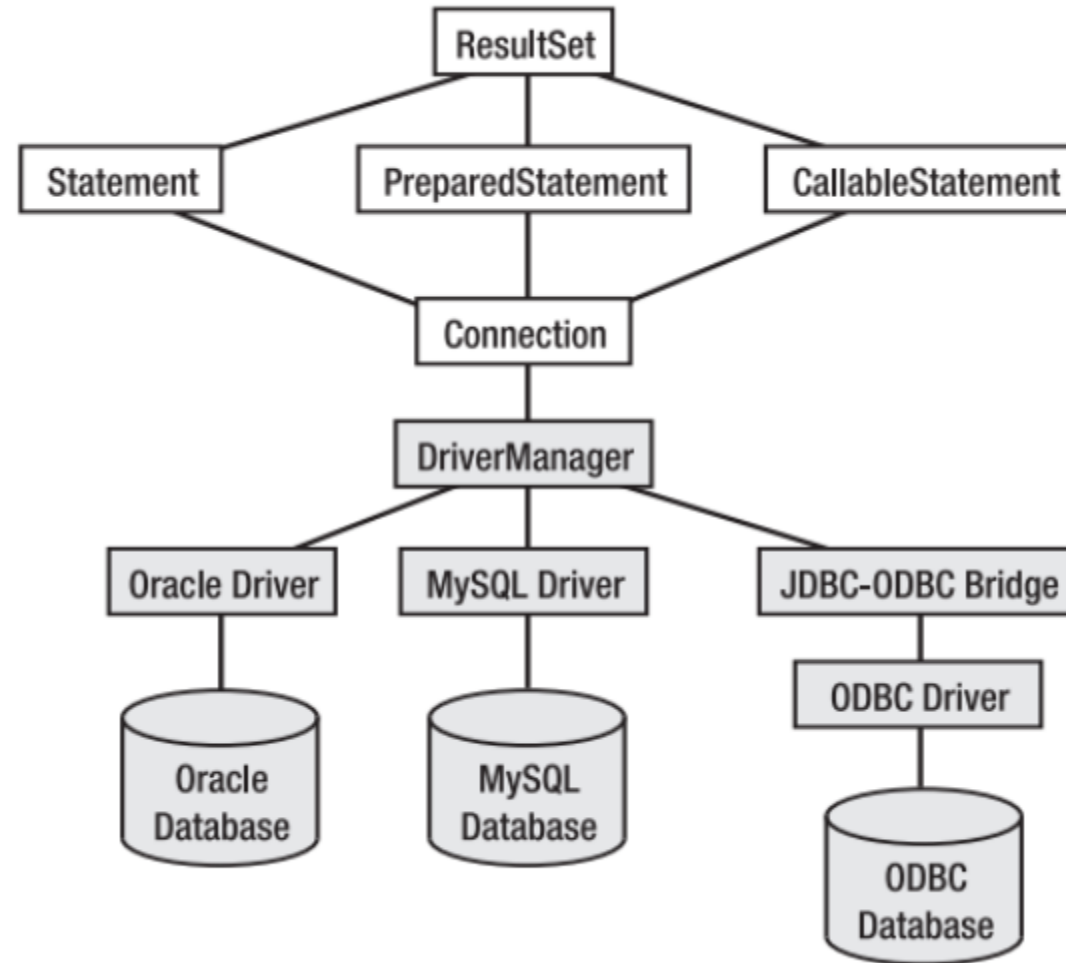 ResultSet
Statement
PreparedStatement
CallableStatement
Connection
DriverManager
Oracle Driver
MySQL Driver
JDBC-ODBC Bridge
ODBC Driver
Oracle
Database
MySQL
Database
ODBC
Database